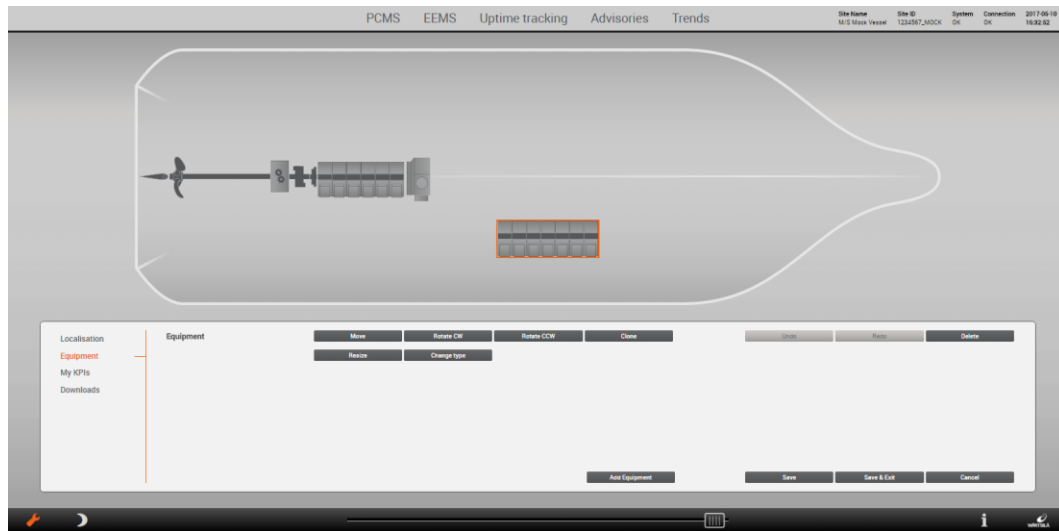 PCMS EEMS Uptime tracking Advisories Trends
Site Name Site ID System Connection 2017-05-10
M/S Mock Vessel 1234567_MOCK OK OK 16:32:52
Localisation
Equipment
My KPIs
Downloads
Equipment
Move Rotate CW Rotate CCW Clone Undo Redo Delete
Resize Change type
Add Equipment Save Save & Exit Cancel
WÄRTSILÄ